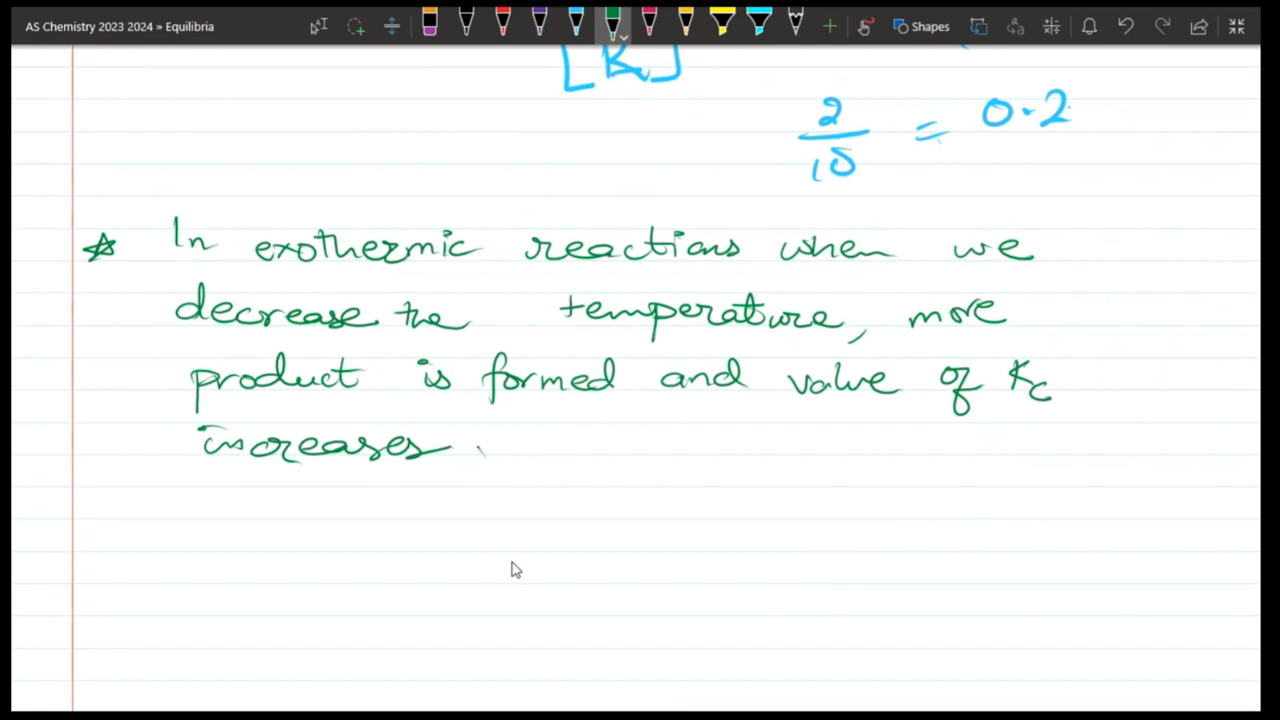 AS Chemistry 2023 2024 » Equilibria
Shapes
2/10 = 0.2
☆ In exothermic reactions when we
decrease the temperature, more
product is formed and value of Kc
increases.